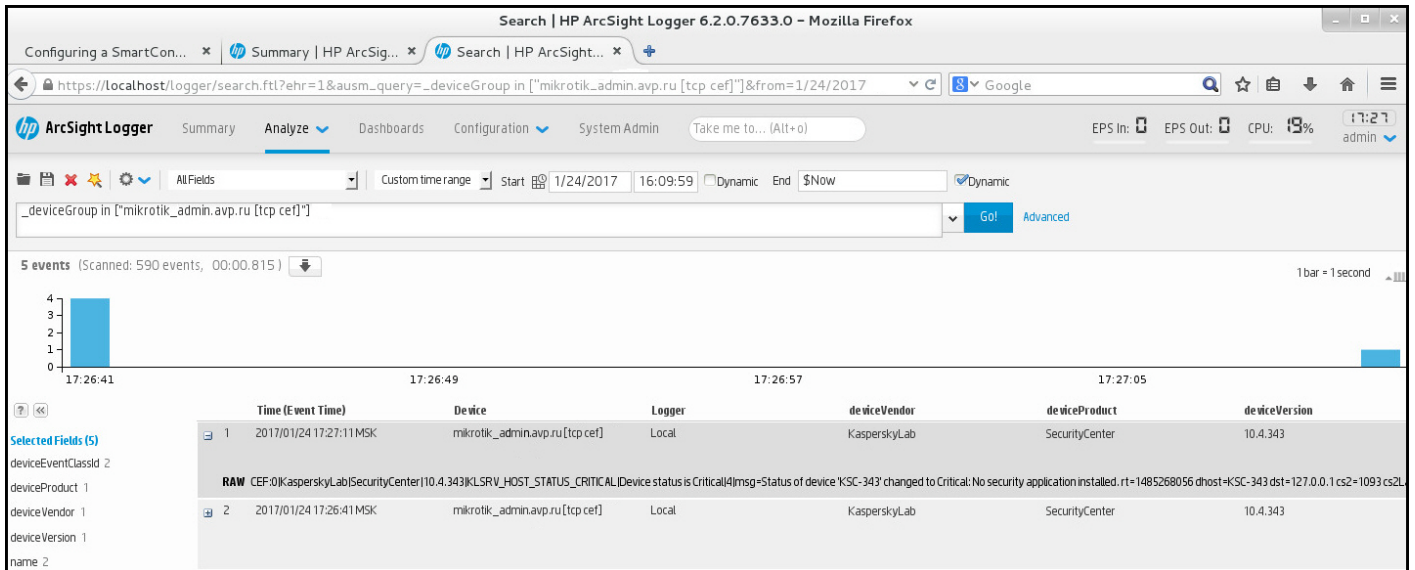 Search | HP ArcSight Logger 6.2.0.7633.0 - Mozilla Firefox
Configuring a SmartCon... × hp Summary | HP ArcSig... × hp Search | HP ArcSight... ×
https://localhost/logger/search.ftl?ehr=1&ausm_query=_deviceGroup in ["mikrotik_admin.avp.ru [tcp cef]"]&from=1/24/2017 8 Google
hp ArcSight Logger Summary Analyze Dashboards Configuration System Admin Take me to... (Alt+o) EPS In: 0 EPS Out: 0 CPU: 19% 17:27
admin
All Fields Custom time range Start 1/24/2017 16:09:59 Dynamic End $Now Dynamic
_deviceGroup in ["mikrotik_admin.avp.ru [tcp cef]"] Go! Advanced
5 events (Scanned: 590 events, 00:00.815)
1 bar = 1 second
4
3
2
1
0
17:26:41 17:26:49 17:26:57 17:27:05
? «
Time (Event Time) Device Logger deviceVendor deviceProduct deviceVersion
Selected Fields (5)
1 2017/01/24 17:27:11 MSK mikrotik_admin.avp.ru [tcp cef] Local KasperskyLab SecurityCenter 10.4.343
deviceEventClassId 2
deviceProduct 1
RAW CEF:0|KasperskyLab|SecurityCenter|10.4.343|KLSRV_HOST_STATUS_CRITICAL|Device status is Critical|4|msg=Status of device 'KSC-343' changed to Critical: No security application installed. rt=1485268056 dhost=KSC-343 dst=127.0.0.1 cs2=1093 cs2L
deviceVendor 1
2 2017/01/24 17:26:41 MSK mikrotik_admin.avp.ru [tcp cef] Local KasperskyLab SecurityCenter 10.4.343
deviceVersion 1
name 2